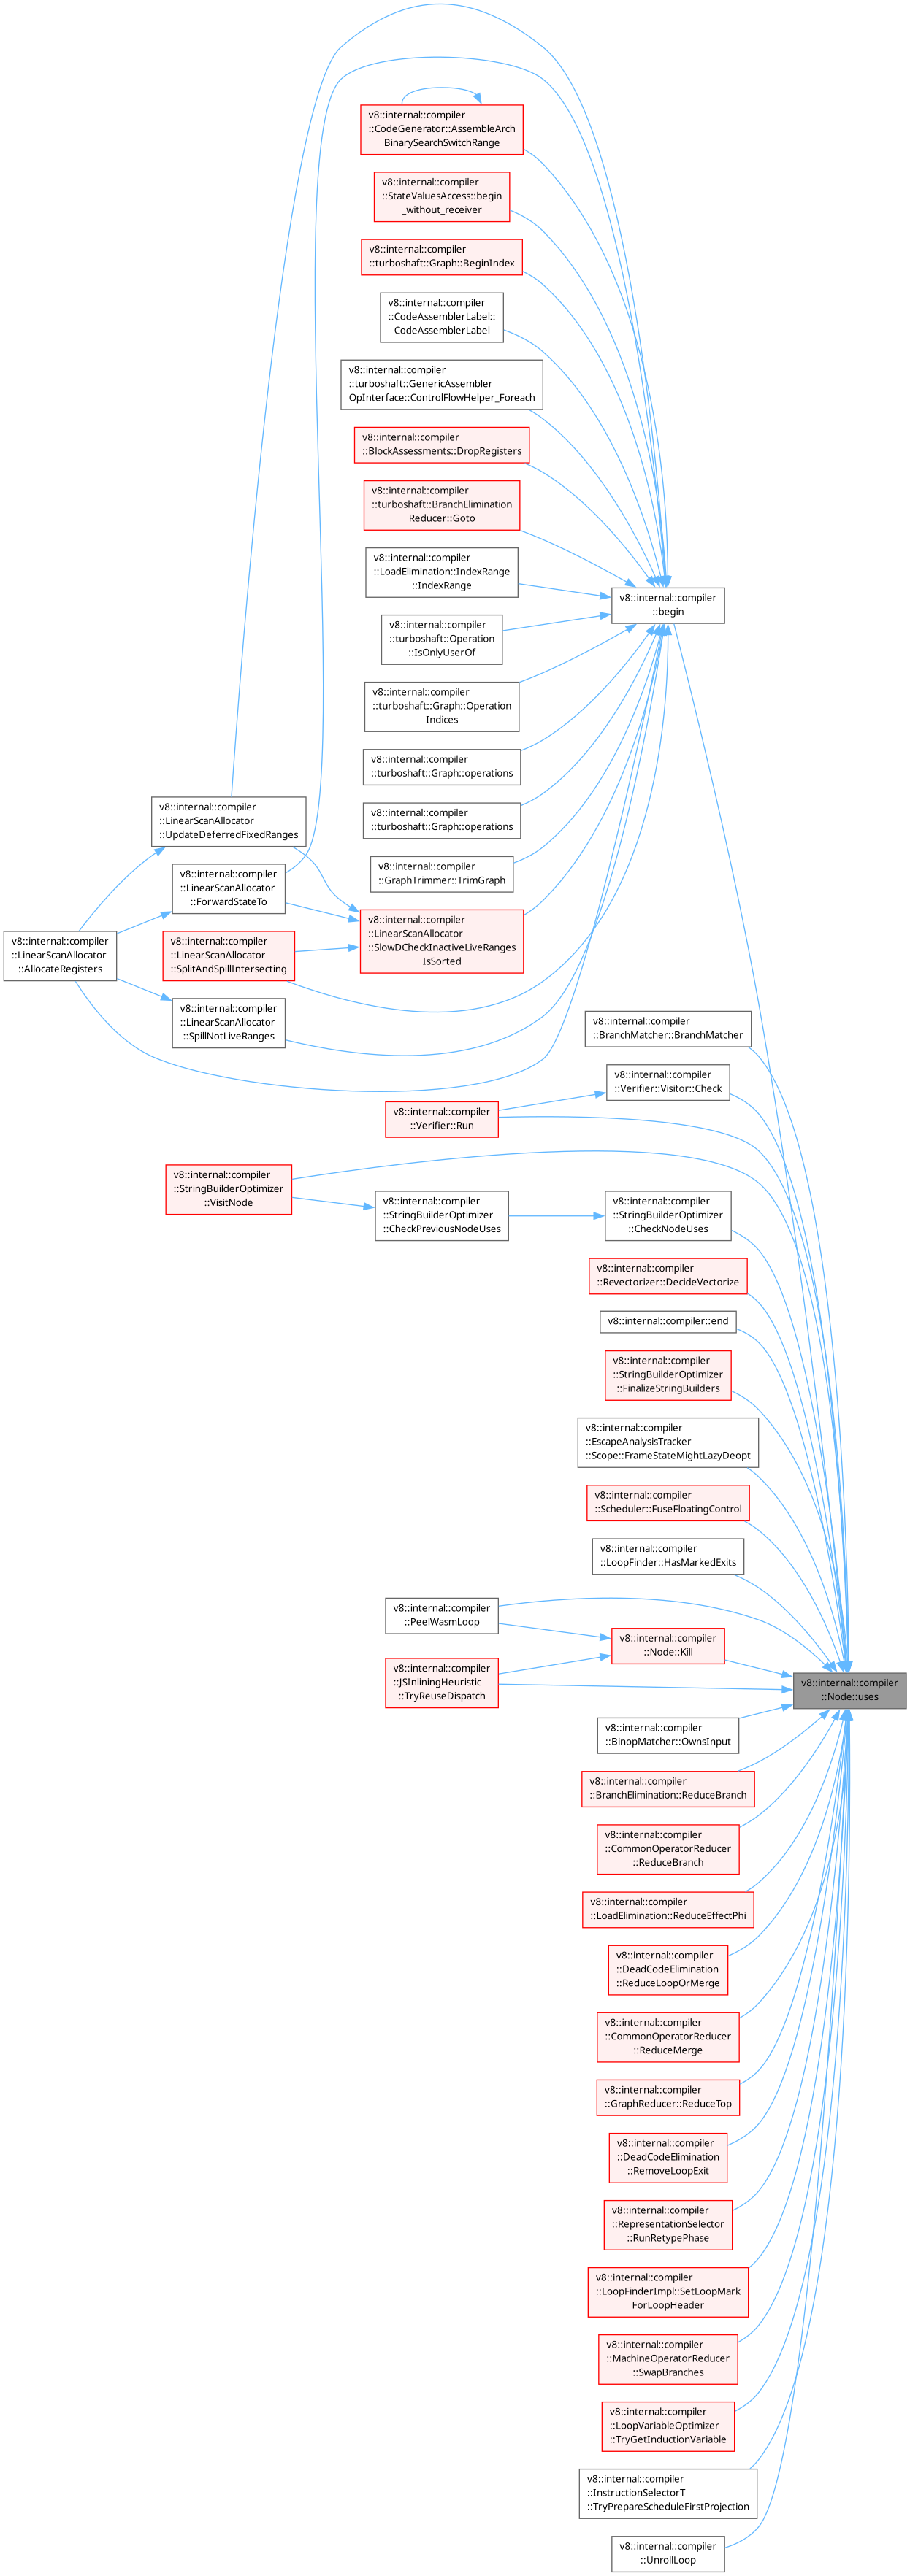 v8::internal::compiler
::CodeGenerator::AssembleArch
BinarySearchSwitchRange
v8::internal::compiler
::StateValuesAccess::begin
_without_receiver
v8::internal::compiler
::turboshaft::Graph::BeginIndex
v8::internal::compiler
::CodeAssemblerLabel::
CodeAssemblerLabel
v8::internal::compiler
::turboshaft::GenericAssembler
OpInterface::ControlFlowHelper_Foreach
v8::internal::compiler
::BlockAssessments::DropRegisters
v8::internal::compiler
::turboshaft::BranchElimination
Reducer::Goto
v8::internal::compiler
::LoadElimination::IndexRange
::IndexRange
v8::internal::compiler
::begin
v8::internal::compiler
::turboshaft::Operation
::IsOnlyUserOf
v8::internal::compiler
::turboshaft::Graph::Operation
Indices
v8::internal::compiler
::turboshaft::Graph::operations
v8::internal::compiler
::turboshaft::Graph::operations
v8::internal::compiler
::LinearScanAllocator
::UpdateDeferredFixedRanges
v8::internal::compiler
::GraphTrimmer::TrimGraph
v8::internal::compiler
::LinearScanAllocator
::ForwardStateTo
v8::internal::compiler
::LinearScanAllocator
::SlowDCheckInactiveLiveRanges
IsSorted
v8::internal::compiler
::LinearScanAllocator
::AllocateRegisters
v8::internal::compiler
::LinearScanAllocator
::SplitAndSpillIntersecting
v8::internal::compiler
::LinearScanAllocator
::SpillNotLiveRanges
v8::internal::compiler
::BranchMatcher::BranchMatcher
v8::internal::compiler
::Verifier::Visitor::Check
v8::internal::compiler
::Verifier::Run
v8::internal::compiler
::StringBuilderOptimizer
::VisitNode
v8::internal::compiler
::StringBuilderOptimizer
::CheckPreviousNodeUses
v8::internal::compiler
::StringBuilderOptimizer
::CheckNodeUses
v8::internal::compiler
::Revectorizer::DecideVectorize
v8::internal::compiler::end
v8::internal::compiler
::StringBuilderOptimizer
::FinalizeStringBuilders
v8::internal::compiler
::EscapeAnalysisTracker
::Scope::FrameStateMightLazyDeopt
v8::internal::compiler
::Scheduler::FuseFloatingControl
v8::internal::compiler
::LoopFinder::HasMarkedExits
v8::internal::compiler
::PeelWasmLoop
v8::internal::compiler
::Node::Kill
v8::internal::compiler
::JSInliningHeuristic
::TryReuseDispatch
v8::internal::compiler
::Node::uses
v8::internal::compiler
::BinopMatcher::OwnsInput
v8::internal::compiler
::BranchElimination::ReduceBranch
v8::internal::compiler
::CommonOperatorReducer
::ReduceBranch
v8::internal::compiler
::LoadElimination::ReduceEffectPhi
v8::internal::compiler
::DeadCodeElimination
::ReduceLoopOrMerge
v8::internal::compiler
::CommonOperatorReducer
::ReduceMerge
v8::internal::compiler
::GraphReducer::ReduceTop
v8::internal::compiler
::DeadCodeElimination
::RemoveLoopExit
v8::internal::compiler
::RepresentationSelector
::RunRetypePhase
v8::internal::compiler
::LoopFinderImpl::SetLoopMark
ForLoopHeader
v8::internal::compiler
::MachineOperatorReducer
::SwapBranches
v8::internal::compiler
::LoopVariableOptimizer
::TryGetInductionVariable
v8::internal::compiler
::InstructionSelectorT
::TryPrepareScheduleFirstProjection
v8::internal::compiler
::UnrollLoop